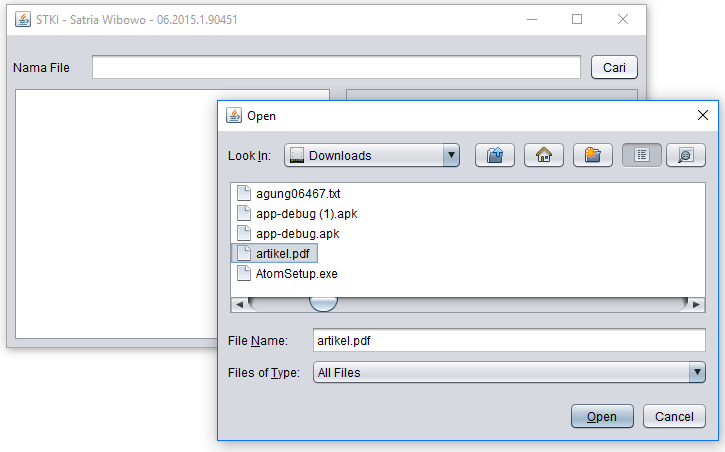 STKI - Satria Wibowo - 06.2015.1.90451
Nama File
Cari
Open
Look In:
Downloads
agung06467.txt
app-debug (1).apk
app-debug.apk
artikel.pdf
AtomSetup.exe
File Name:
artikel.pdf
Files of Type:
All Files
Open
Cancel